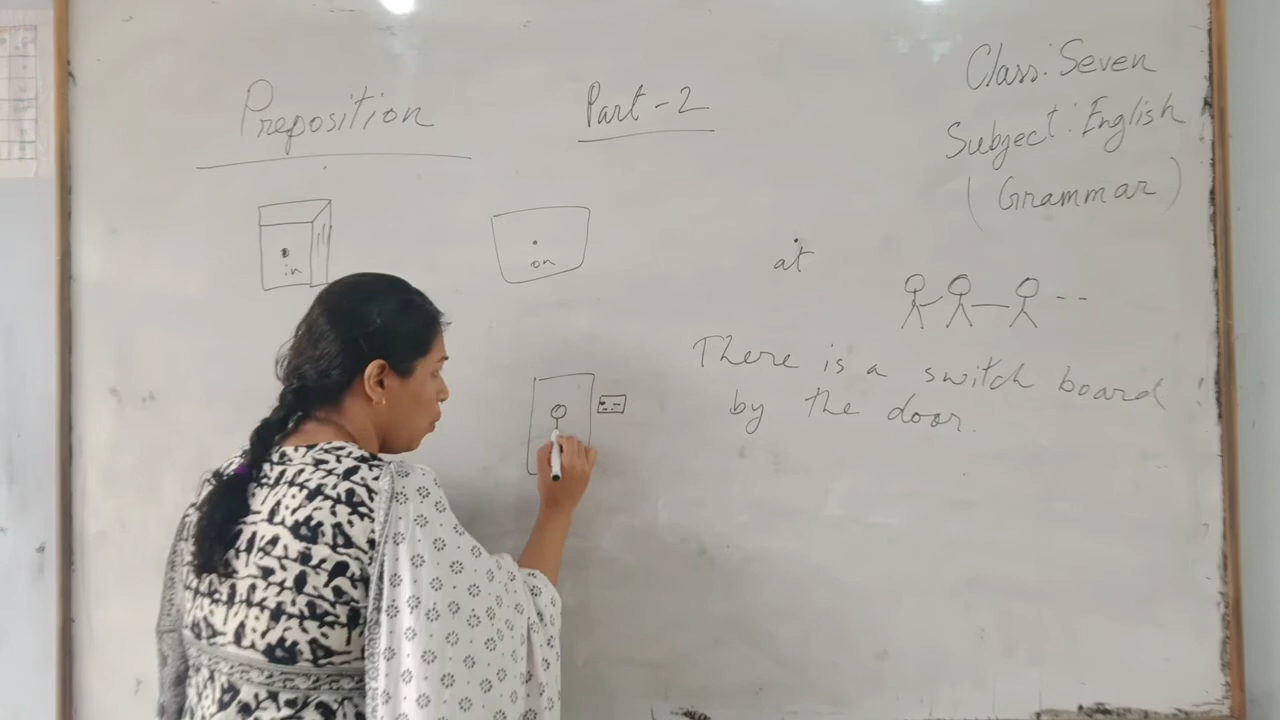 Preposition
Part-2
Class: Seven
Subject: English
(Grammar)
in
on
at
There is a switch board
by the door.